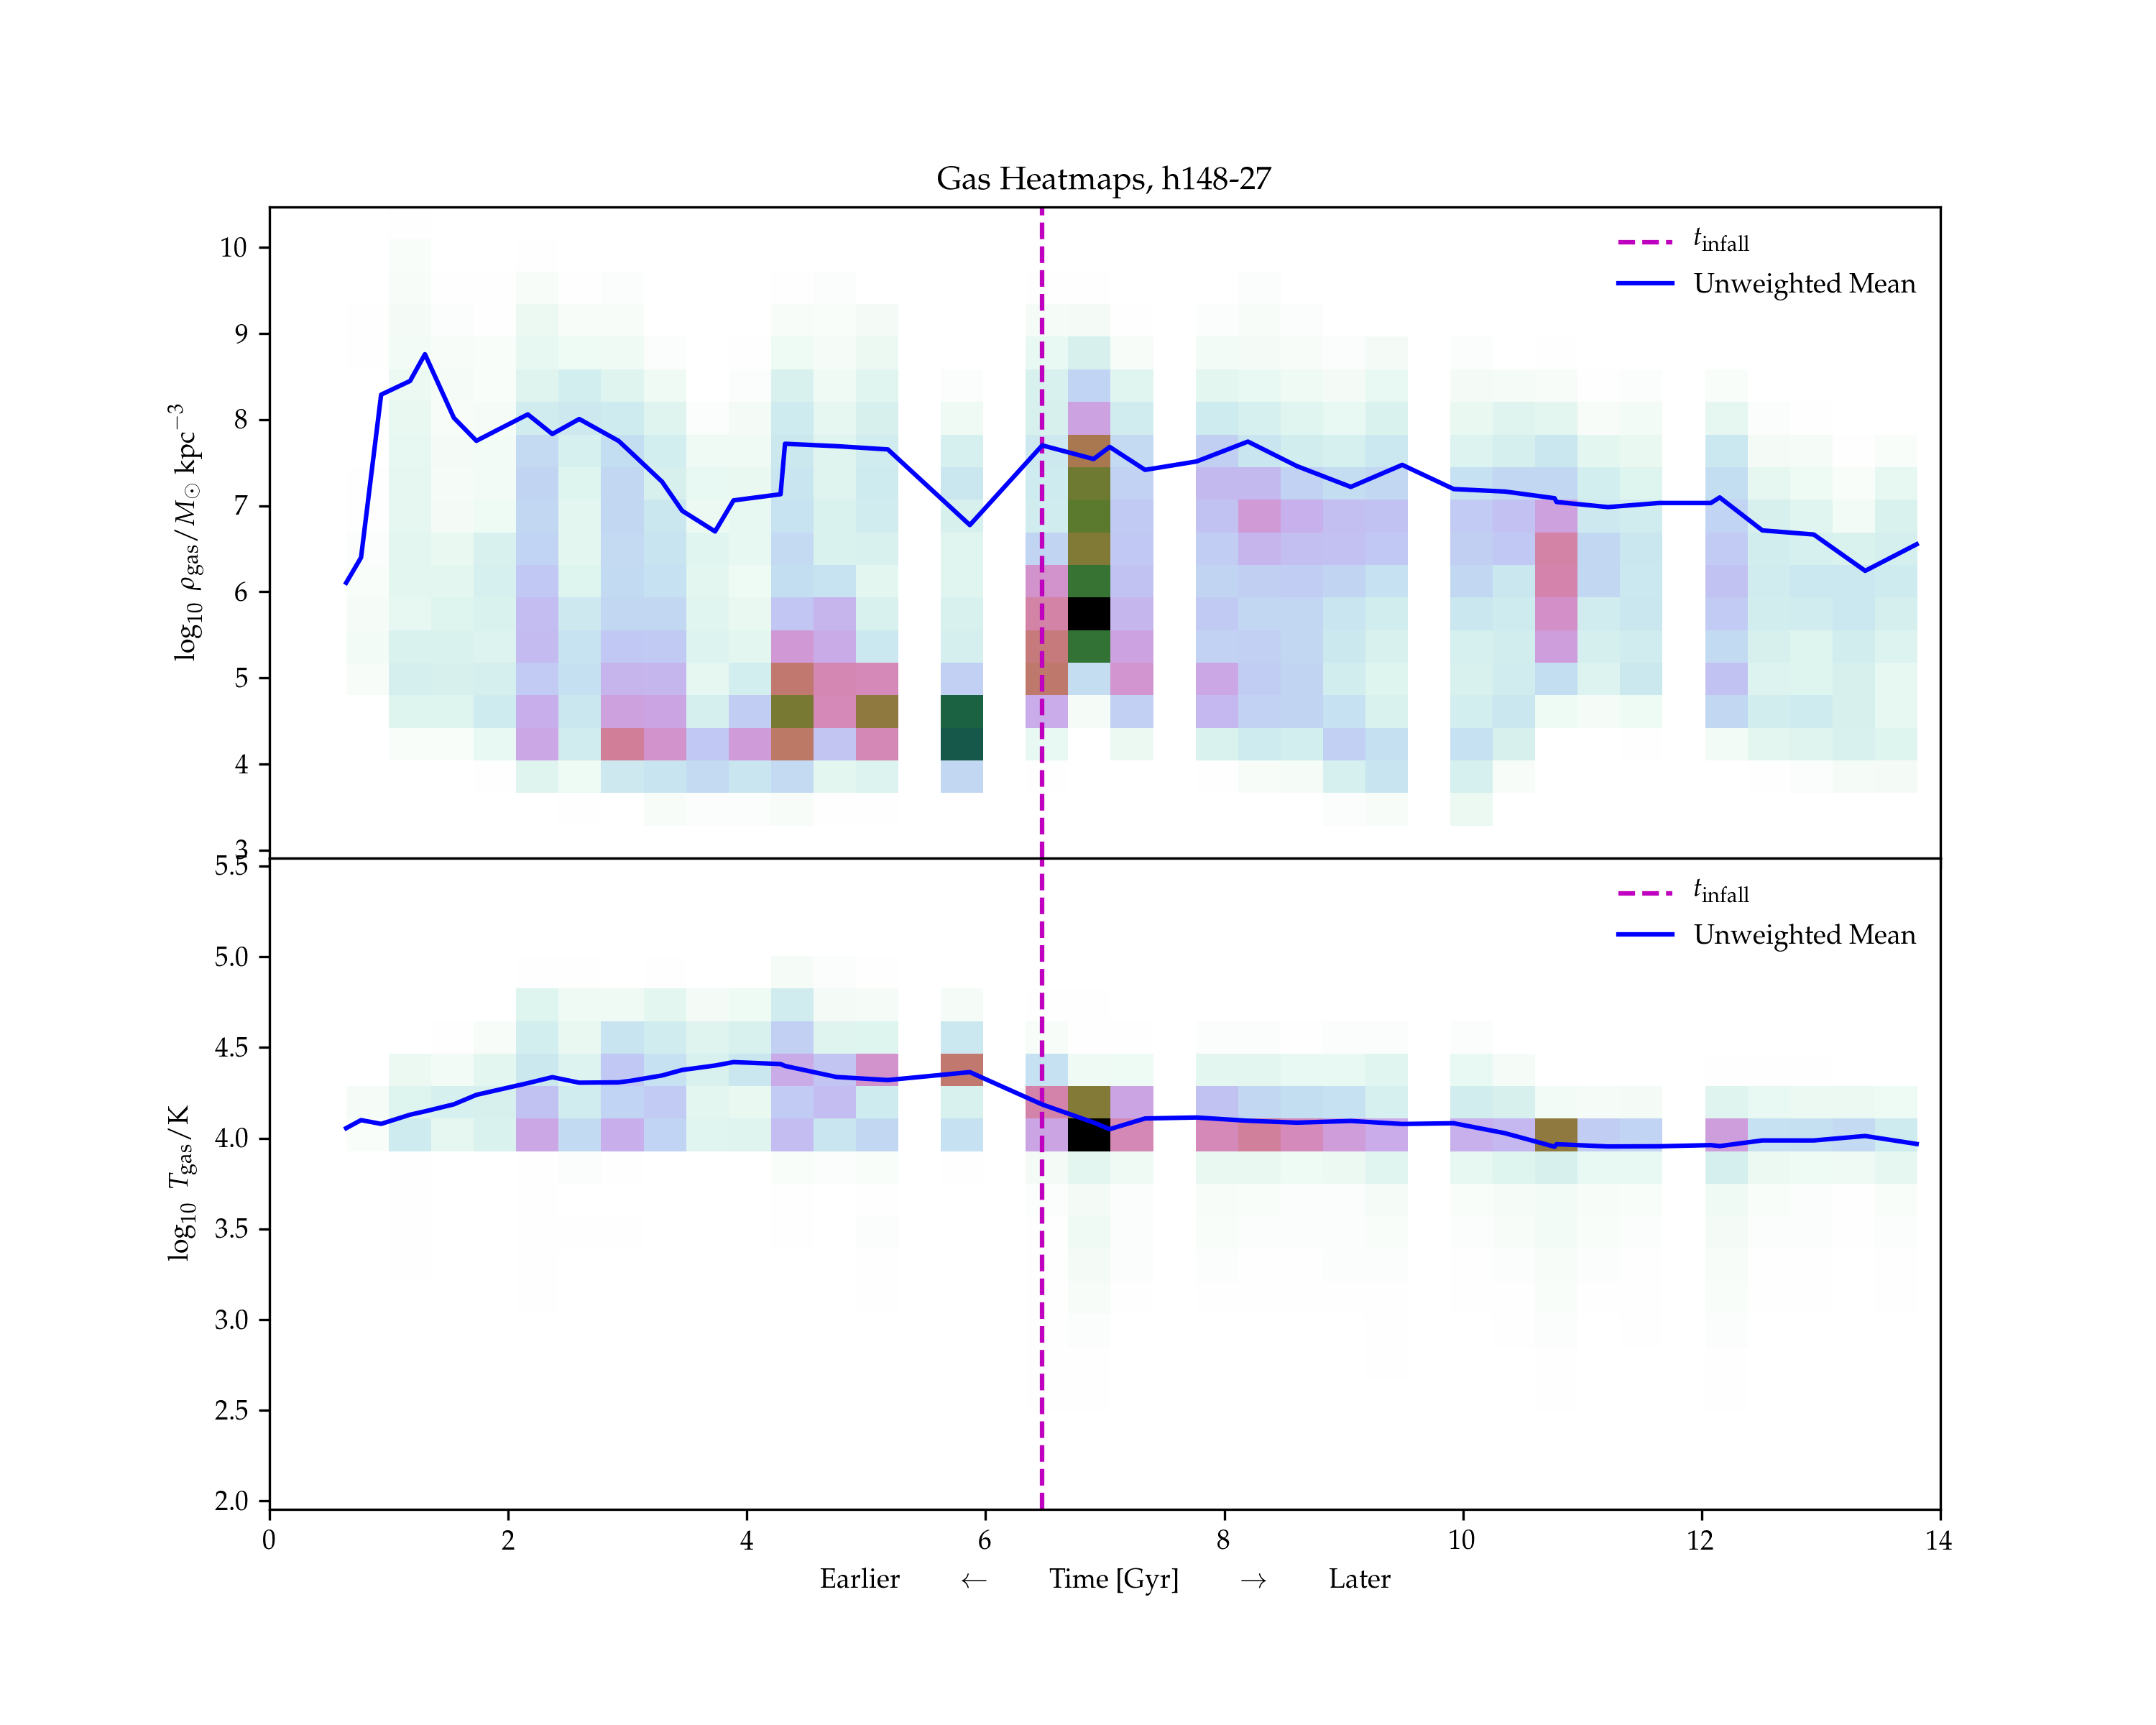 Gas Heatmaps, h148-27
10
9
8
7
6
5
4
3
log₁₀ ρgas/M⊙ kpc⁻³
t_infall
Unweighted Mean
5.5
5.0
4.5
4.0
3.5
3.0
2.5
2.0
log₁₀ Tgas/K
t_infall
Unweighted Mean
0 2 4 6 8 10 12 14
Earlier ← Time [Gyr] → Later